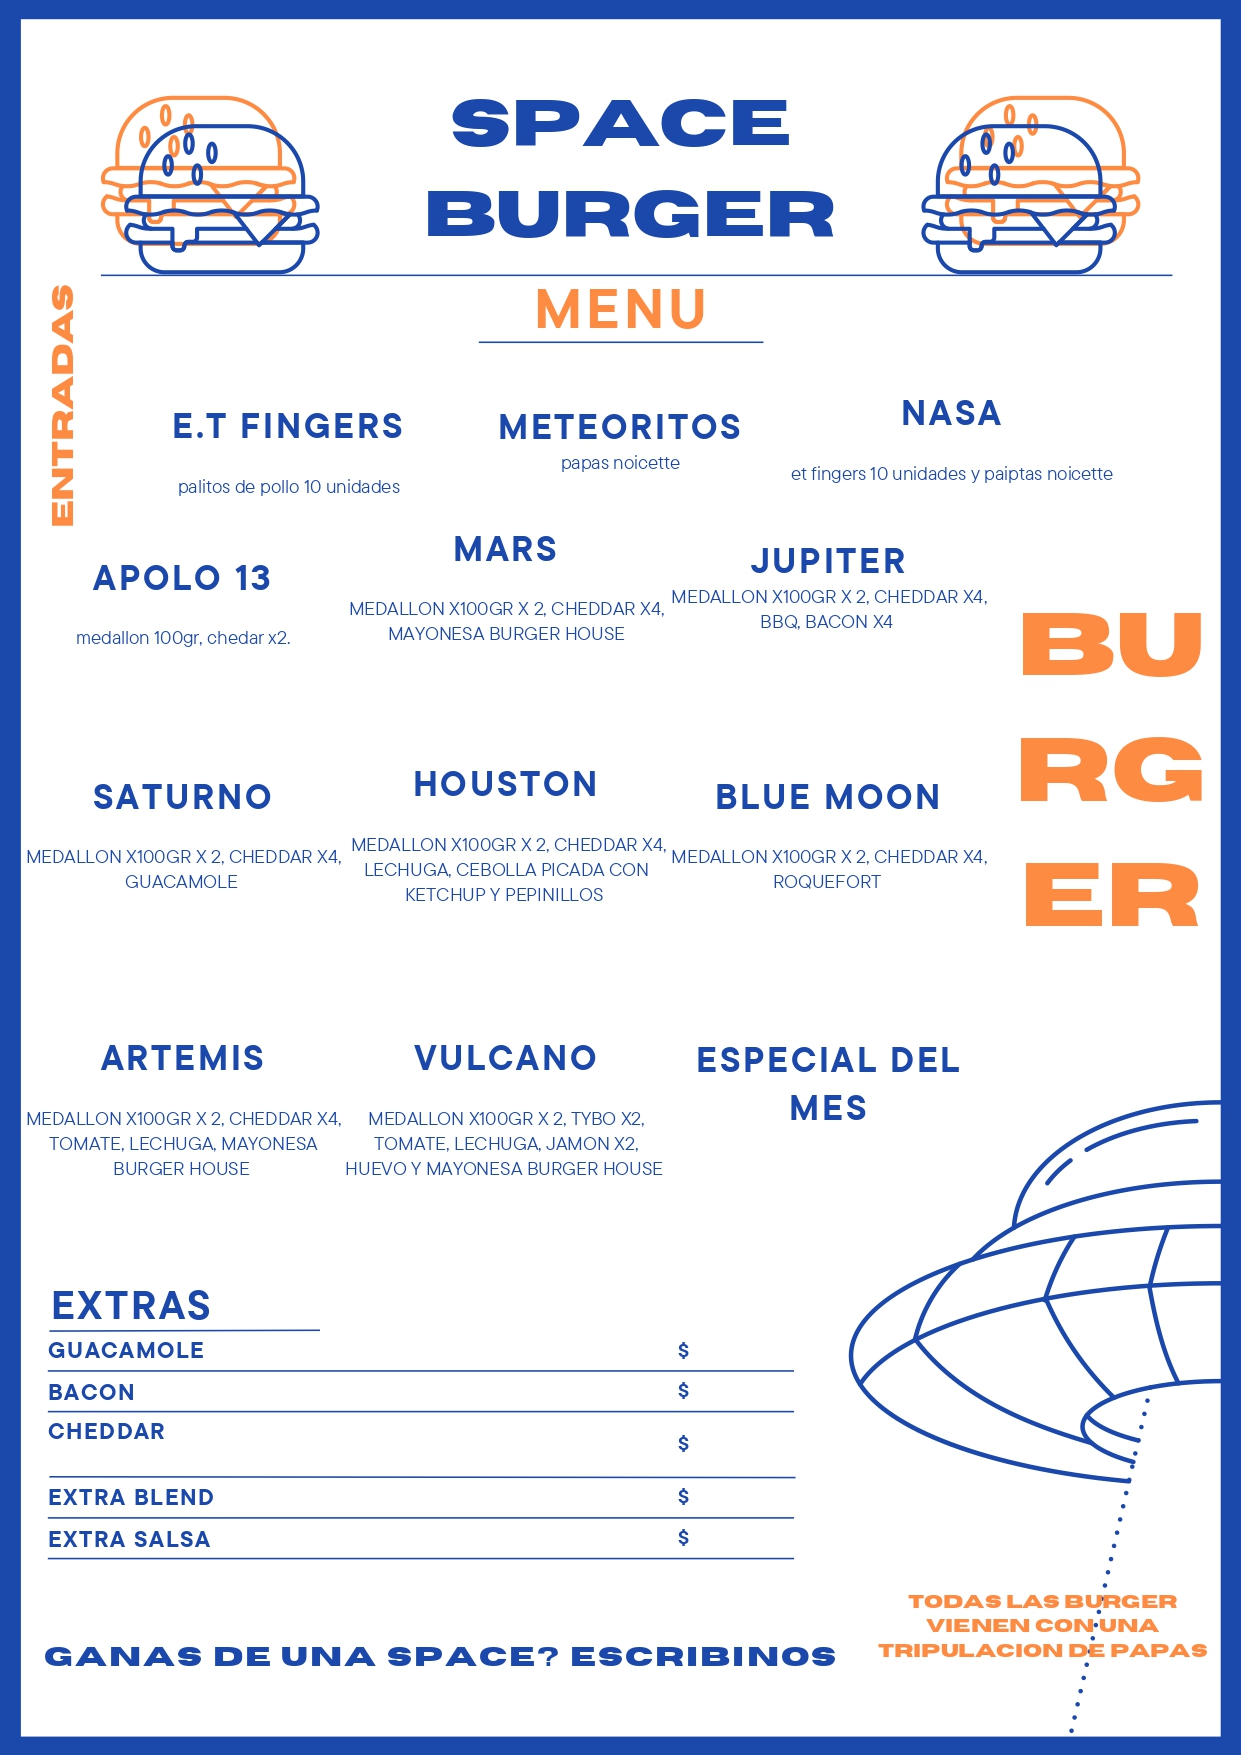 SPACE
BURGER
MENU
ENTRADAS
E.T FINGERS
palitos de pollo 10 unidades
METEORITOS
papas noicette
NASA
et fingers 10 unidades y paiptas noicette
APOLO 13
medallon 100gr, chedar x2.
MARS
MEDALLON X100GR X 2, CHEDDAR X4,
MAYONESA BURGER HOUSE
JUPITER
MEDALLON X100GR X 2, CHEDDAR X4,
BBQ, BACON X4
BU
RG
ER
SATURNO
MEDALLON X100GR X 2, CHEDDAR X4,
GUACAMOLE
HOUSTON
MEDALLON X100GR X 2, CHEDDAR X4,
LECHUGA, CEBOLLA PICADA CON
KETCHUP Y PEPINILLOS
BLUE MOON
MEDALLON X100GR X 2, CHEDDAR X4,
ROQUEFORT
ARTEMIS
MEDALLON X100GR X 2, CHEDDAR X4,
TOMATE, LECHUGA, MAYONESA
BURGER HOUSE
VULCANO
MEDALLON X100GR X 2, TYBO X2,
TOMATE, LECHUGA, JAMON X2,
HUEVO Y MAYONESA BURGER HOUSE
ESPECIAL DEL
MES
EXTRAS
GUACAMOLE $
BACON $
CHEDDAR $
EXTRA BLEND $
EXTRA SALSA $
TODAS LAS BURGER
VIENEN CON UNA
TRIPULACION DE PAPAS
GANAS DE UNA SPACE? ESCRIBINOS